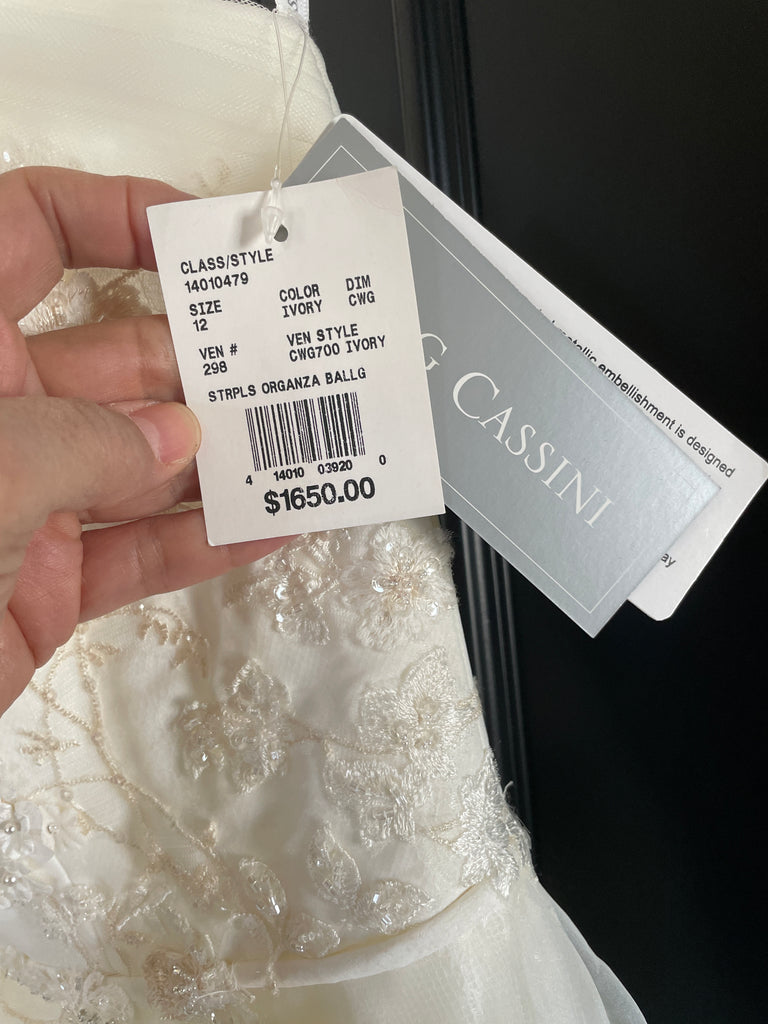 CLASS/STYLE
14010479
SIZE COLOR DIM
12 IVORY CWG
VEN # VEN STYLE
298 CWG700 IVORY
STRPLS ORGANZA BALLG
4 14010 03920 0
$1650.00
G CASSINI
embellishment is designed
ay